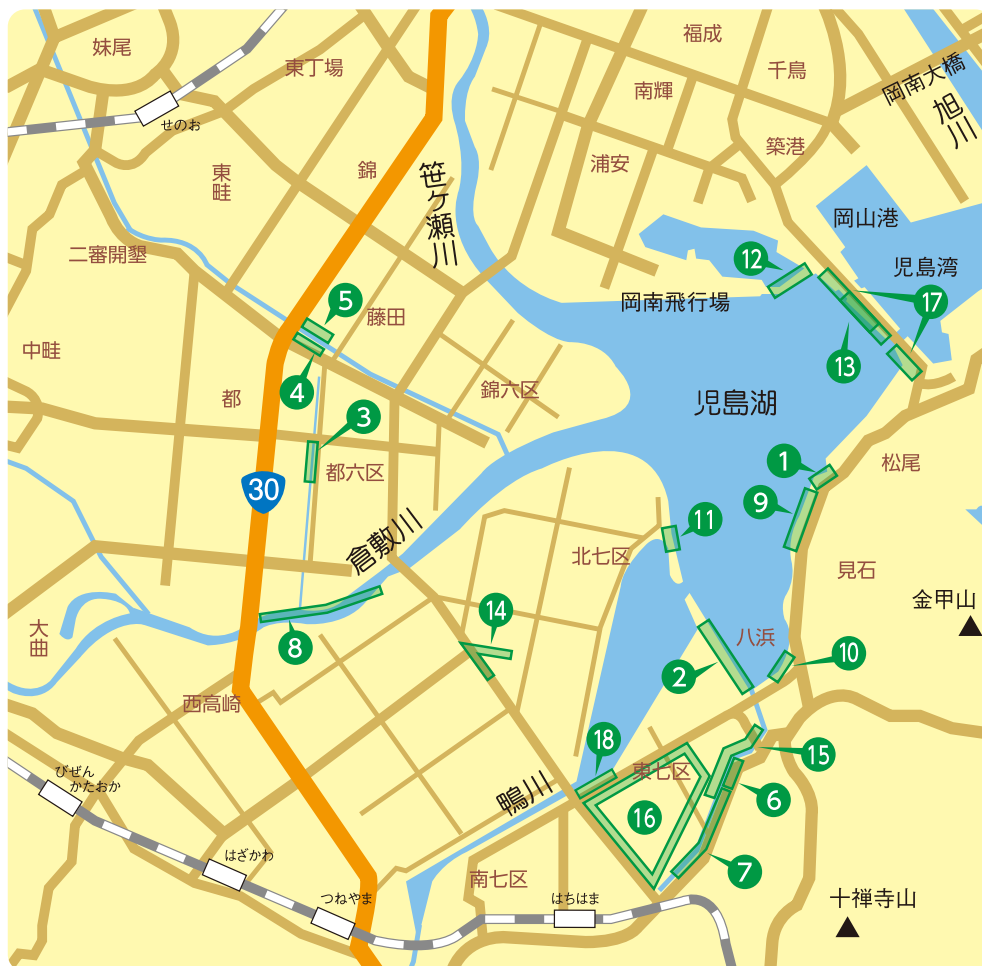 妹尾
東丁場
福成
千鳥
南輝
岡南大橋
旭川
せのお
錦
東畦
笹ヶ瀬川
浦安
築港
岡山港
児島湾
二審開墾
12
岡南飛行場
17
13
5
藤田
4
中畦
都
錦六区
児島湖
3
都六区
松尾
1
9
30
11
倉敷川
北七区
見石
金甲山
大曲
8
14
八浜
10
2
西高崎
18
15
東七区
びぜん
かたおか
鴨川
6
16
7
はざかわ
南七区
つねやま
はちはま
十禅寺山